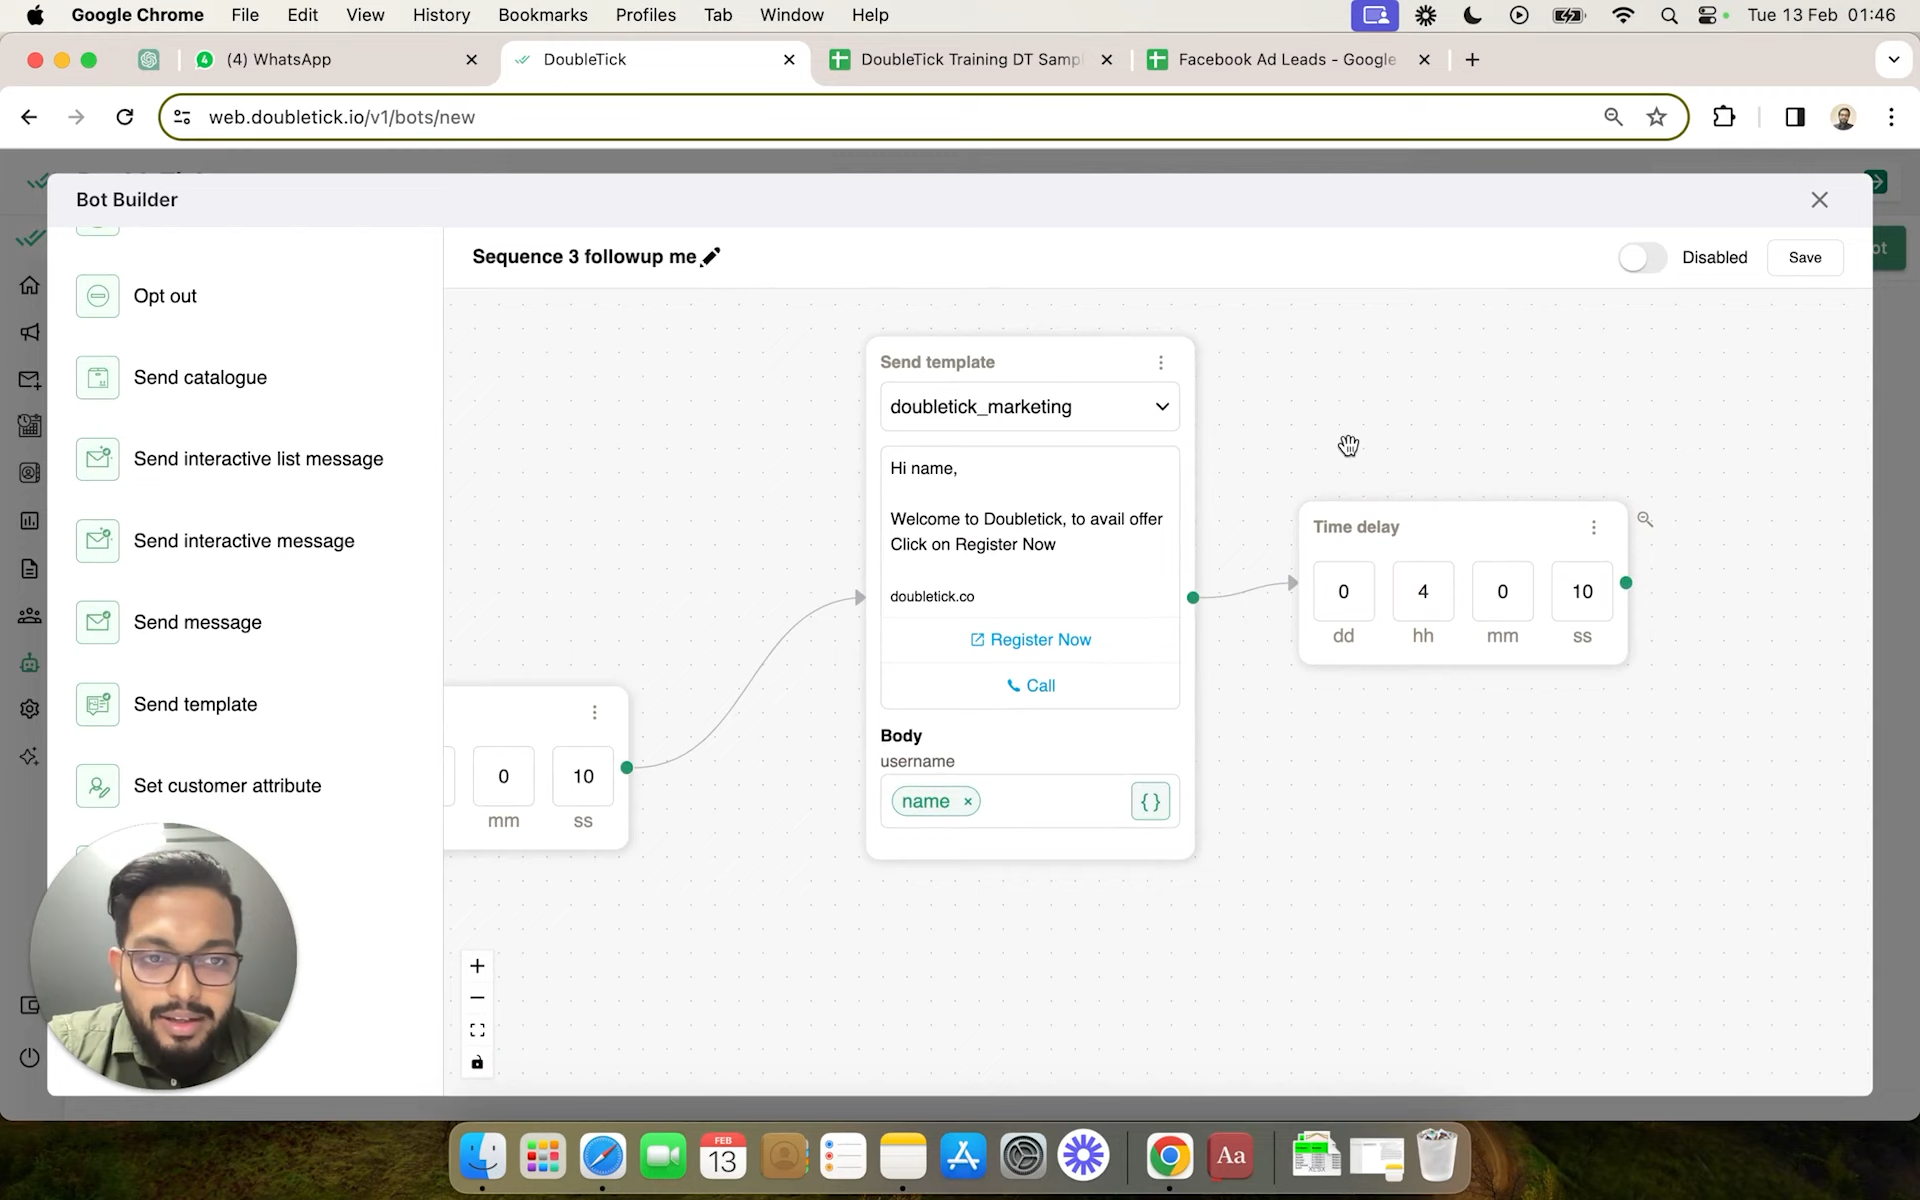 Google Chrome File Edit View History Bookmarks Profiles Tab Window Help Tue 13 Feb 01:46
4 (4) WhatsApp DoubleTick DoubleTick Training DT Samp Facebook Ad Leads - Google
web.doubletick.io/v1/bots/new
Bot Builder
Opt out
Send catalogue
Send interactive list message
Send interactive message
Send message
Send template
Set customer attribute
Sequence 3 followup me
Disabled
Save
0 10
mm ss
Send template
doubletick_marketing
Hi name,
Welcome to Doubletick, to avail offer
Click on Register Now
doubletick.co
Register Now
Call
Body
username
name × { }
Time delay
0 4 0 10
dd hh mm ss
FEB
13
Aa
XLSX